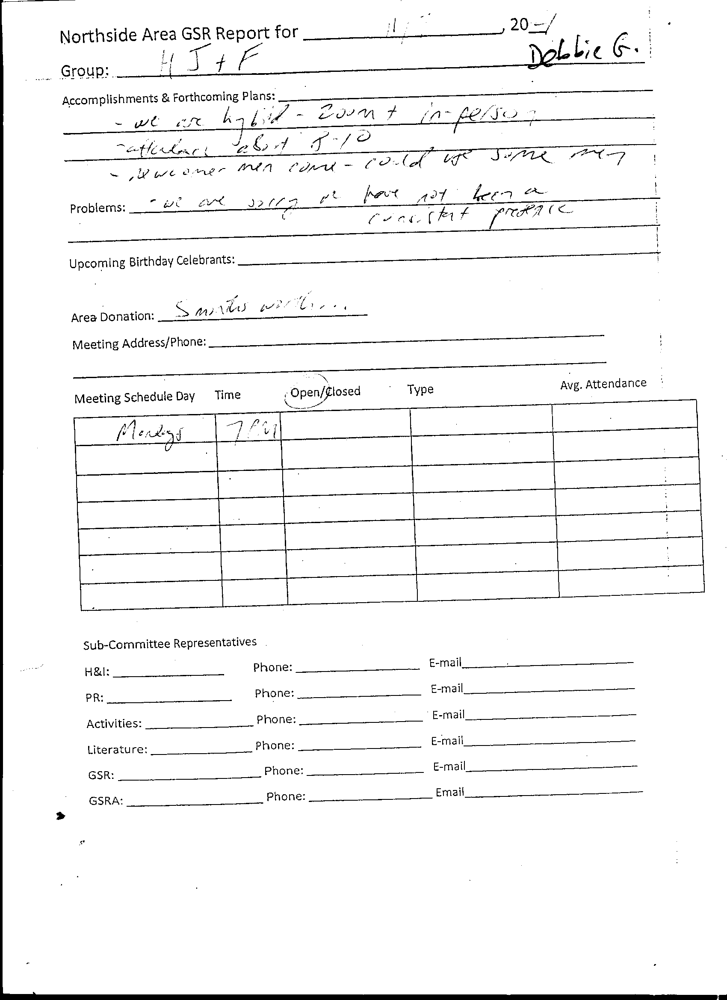 Northside Area GSR Report for 11/ , 20
Debbie G.
Group: HJ+F
Accomplishments & Forthcoming Plans:
- we are hybrid - Zoom + in-person
- attendance about 8-10
- newcomer men come - could use some men
Problems: - we are sorry we have not been a
consistent presence
Upcoming Birthday Celebrants:
Area Donation: 5 months worth....
Meeting Address/Phone:
Meeting Schedule Day Time Open/Closed Type Avg. Attendance
Mondays 7 PM
Sub-Committee Representatives
H&I: Phone: E-mail
PR: Phone: E-mail
Activities: Phone: E-mail
Literature: Phone: E-mail
GSR: Phone: E-mail
GSRA: Phone: Email